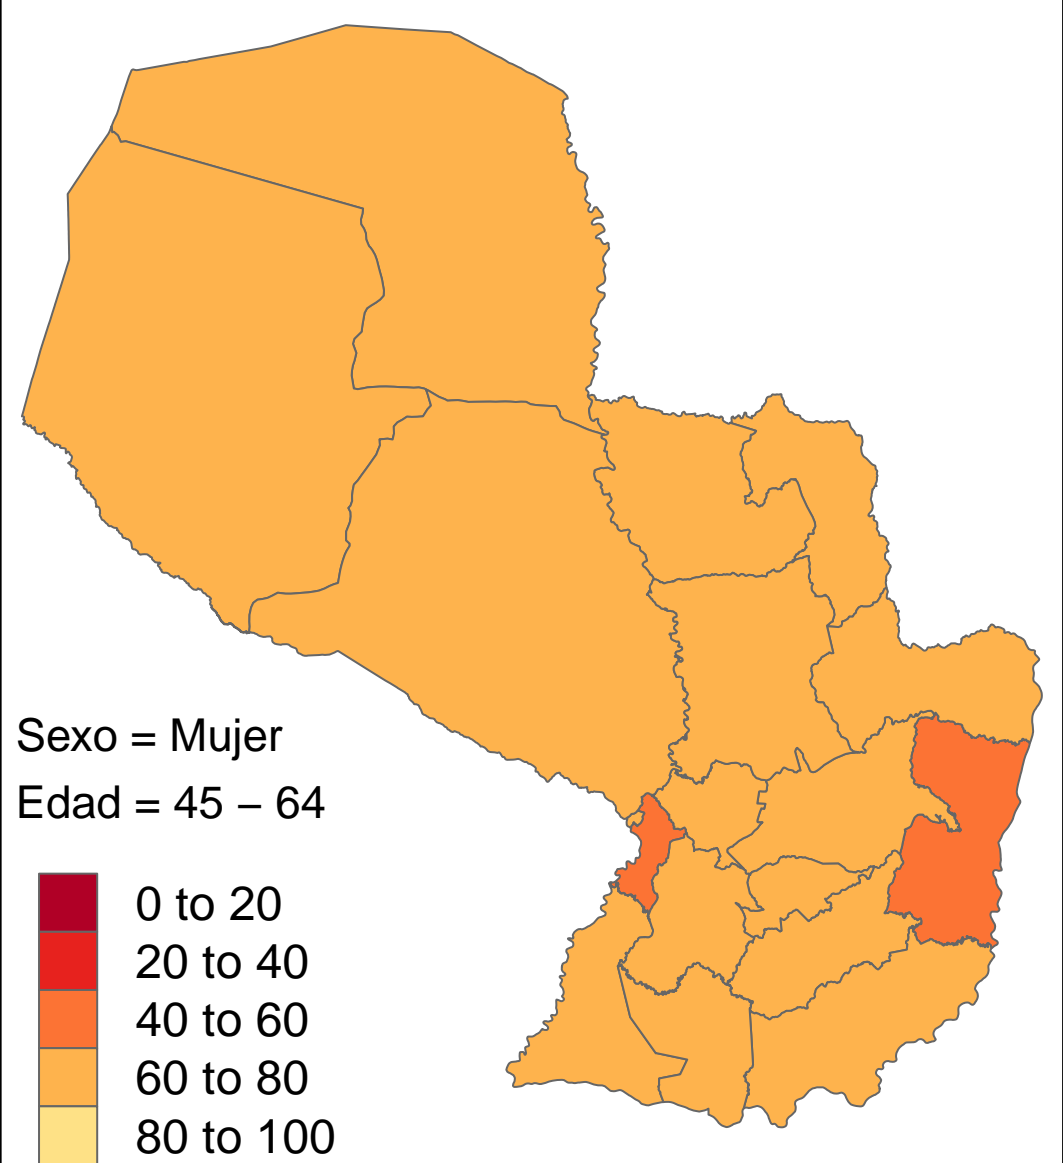 Sexo = Mujer
Edad = 45 – 64
0 to 20
20 to 40
40 to 60
60 to 80
80 to 100